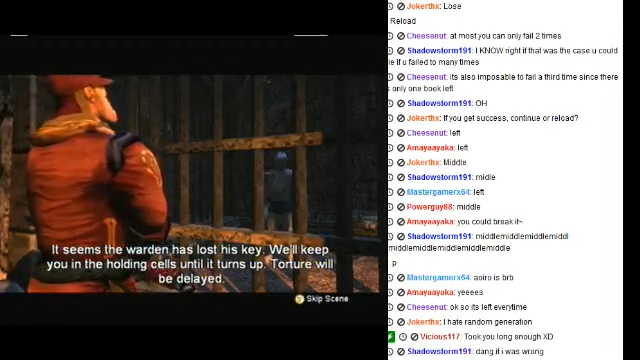 It seems the warden has lost his key. We'll keep
you in the holding cells until it turns up. Torture will
be delayed.
Y Skip Scene
Jokerthx: Lose
Reload
Cheesenut: at most you can only fail 2 times
Shadowstorm191: I KNOW right if that was the case u could
ie if u failed to many times
Cheesenut: its also imposable to fail a third time since there
s only one book left
Shadowstorm191: OH
Jokerthx: If you get success, continue or reload?
Cheesenut: left
Amayaayaka: left
Jokerthx: Middle
Shadowstorm191: midle
Mastergamerx64: left
Powerguy88: middle
Amayaayaka: you could break it~
Shadowstorm191: middlemiddlemiddlemiddl
middlemiddlemiddlemiddlemiddle
p
Mastergamerx64: aoiro is brb
Amayaayaka: yeeees
Cheesenut: ok so its left everytime
Jokerthx: I hate random generation
Vicious117: Took you long enough XD
Shadowstorm191: dang it i was wrong